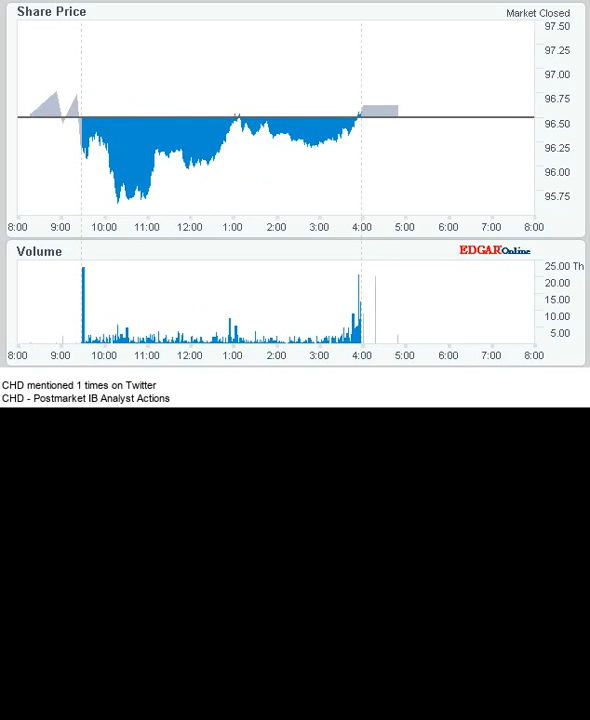 Share Price
Market Closed
97.50
97.25
97.00
96.75
96.50
96.25
96.00
95.75
8:00 9:00 10:00 11:00 12:00 1:00 2:00 3:00 4:00 5:00 6:00 7:00 8:00
Volume
EDGAR Online
25.00 Th
20.00
15.00
10.00
5.00
8:00 9:00 10:00 11:00 12:00 1:00 2:00 3:00 4:00 5:00 6:00 7:00 8:00
CHD mentioned 1 times on Twitter
CHD - Postmarket IB Analyst Actions